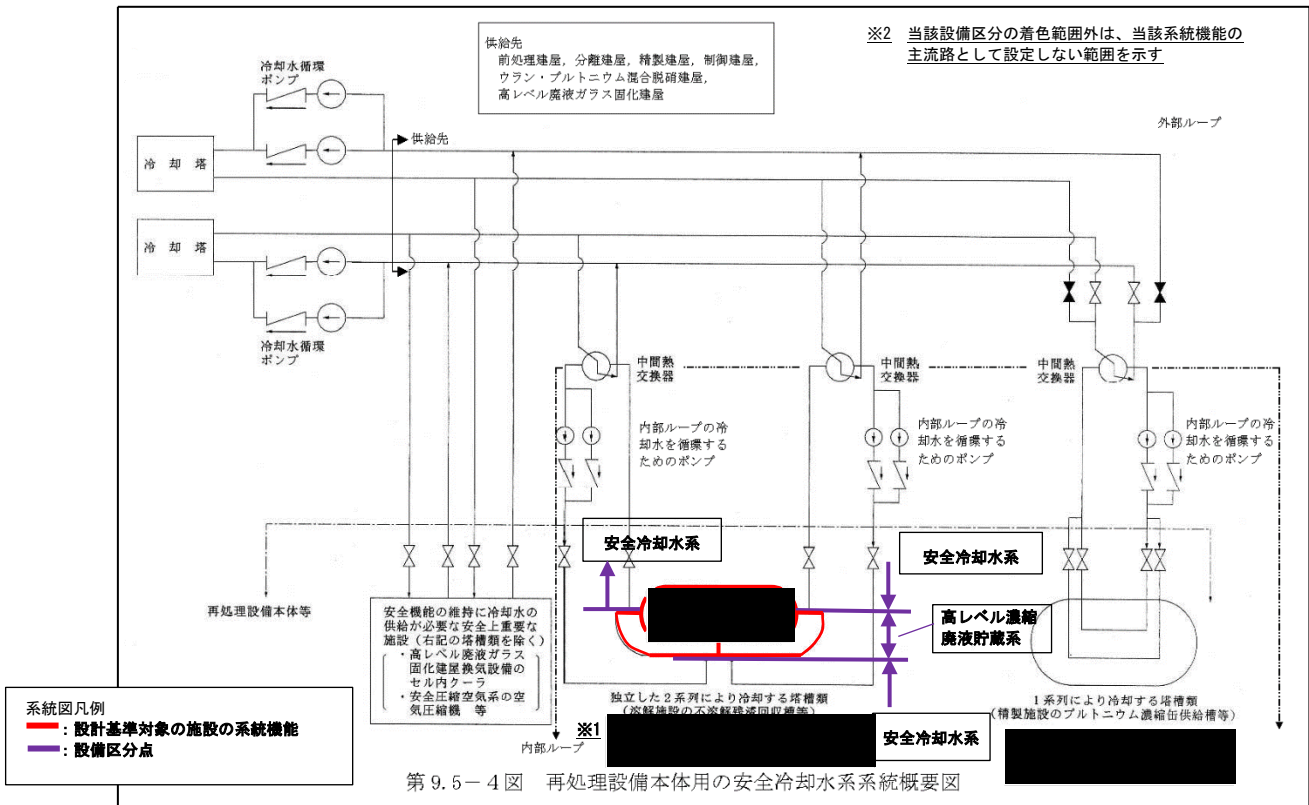 ※2 当該設備区分の着色範囲外は、当該系統機能の
主流路として設定しない範囲を示す
供給先
前処理建屋，分離建屋，精製建屋，制御建屋，
ウラン・プルトニウム混合脱硝建屋，
高レベル廃液ガラス固化建屋
冷却水循環
ポンプ
外部ループ
供給先
冷却塔
冷却塔
冷却水循環
ポンプ
中間熱
交換器
中間熱
交換器
中間熱
交換器
内部ループの冷
却水を循環する
ためのポンプ
内部ループの冷
却水を循環する
ためのポンプ
内部ループの冷
却水を循環する
ためのポンプ
安全冷却水系
安全冷却水系
再処理設備本体等
安全機能の維持に冷却水の
供給が必要な安全上重要な
施設（右記の塔槽類を除く）
・高レベル廃液ガラス
固化建屋換気設備の
セル内クーラ
・安全圧縮空気系の空
気圧縮機 等
高レベル濃縮
廃液貯蔵系
独立した２系列により冷却する塔槽類
（溶解施設の不溶解残渣回収槽等）
１系列により冷却する塔槽類
（精製施設のプルトニウム濃縮缶供給槽等）
※1
内部ループ
安全冷却水系
系統図凡例
：設計基準対象の施設の系統機能
：設備区分点
第9.5－4図 再処理設備本体用の安全冷却水系系統概要図